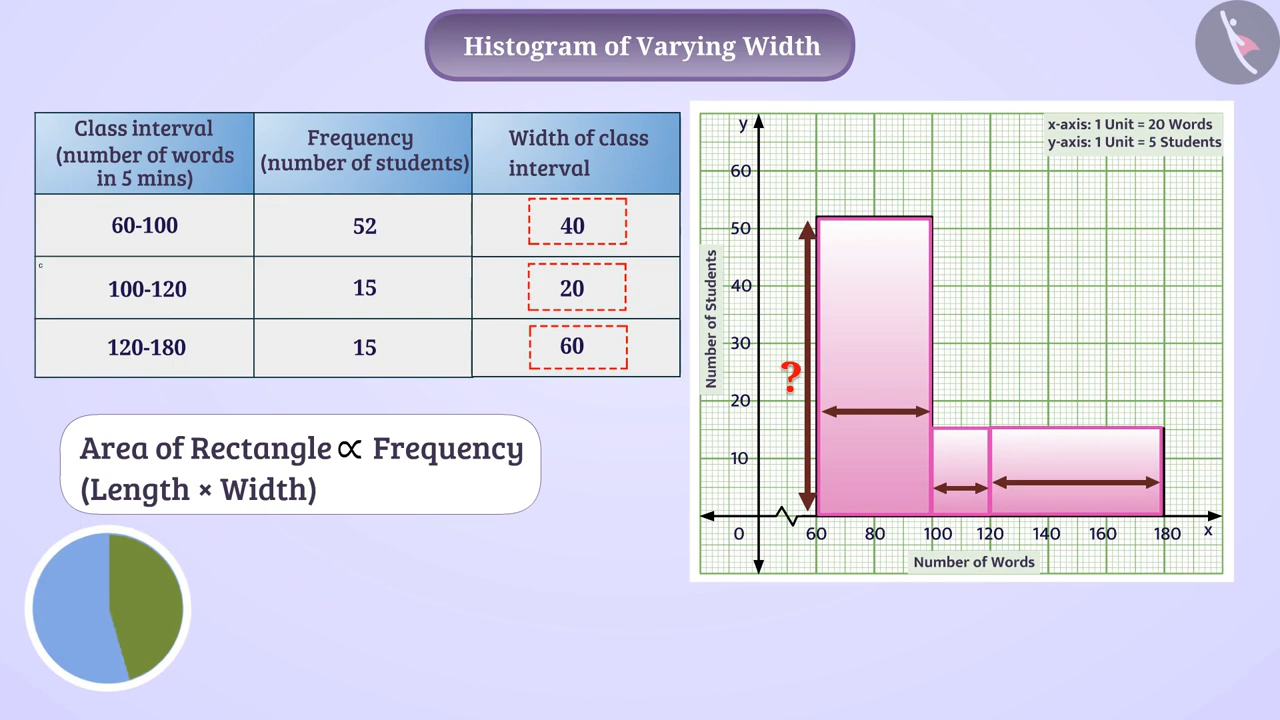 Histogram of Varying Width
Class interval
(number of words
in 5 mins)
Frequency
(number of students)
Width of class
interval
60-100
52
40
c
100-120
15
20
120-180
15
60
Area of Rectangle ∝ Frequency
(Length × Width)
x-axis: 1 Unit = 20 Words
y-axis: 1 Unit = 5 Students
y
60
50
40
30
20
10
Number of Students
?
0
60
80
100
120
140
160
180
x
Number of Words